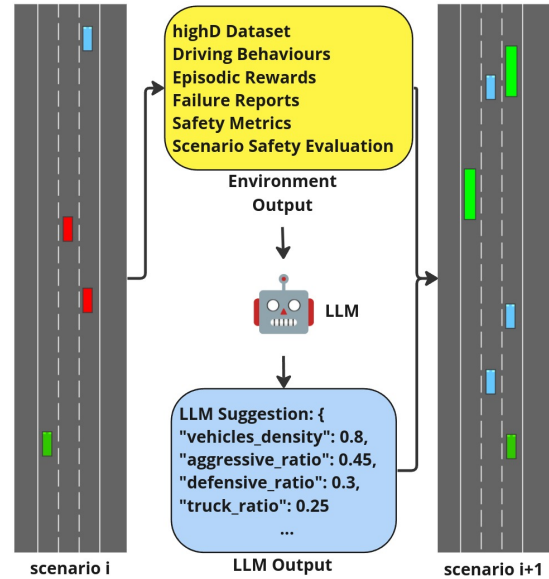 highD Dataset
Driving Behaviours
Episodic Rewards
Failure Reports
Safety Metrics
Scenario Safety Evaluation
Environment
Output
LLM
LLM Suggestion: {
"vehicles_density": 0.8,
"aggressive_ratio": 0.45,
"defensive_ratio": 0.3,
"truck_ratio": 0.25
...
LLM Output
scenario i
scenario i+1